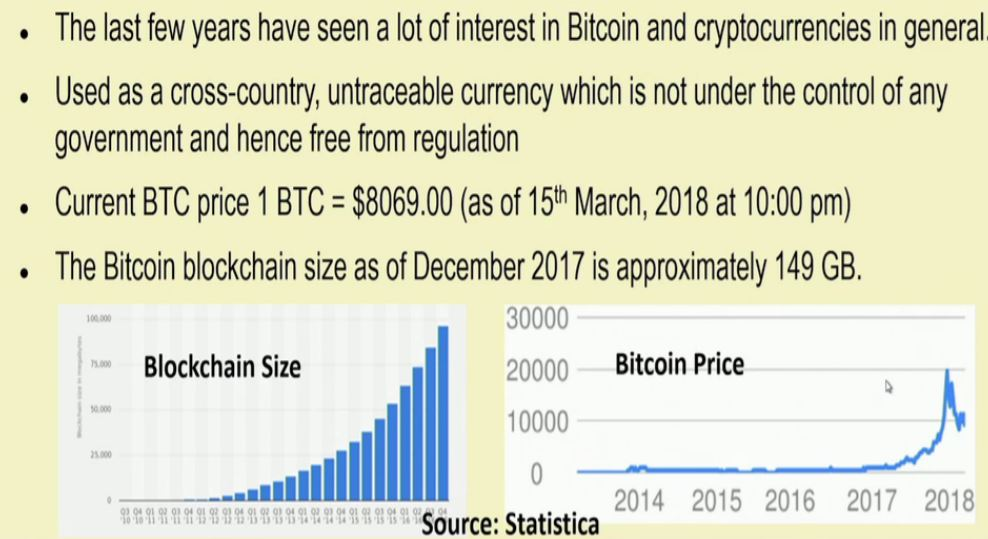 • The last few years have seen a lot of interest in Bitcoin and cryptocurrencies in general.
• Used as a cross-country, untraceable currency which is not under the control of any
government and hence free from regulation
• Current BTC price 1 BTC = $8069.00 (as of 15th March, 2018 at 10:00 pm)
• The Bitcoin blockchain size as of December 2017 is approximately 149 GB.
Blockchain Size
100,000
75,000
50,000
25,000
0
Blockchain size in megabytes
Bitcoin Price
30000
20000
10000
0
2014 2015 2016 2017 2018
Source: Statistica